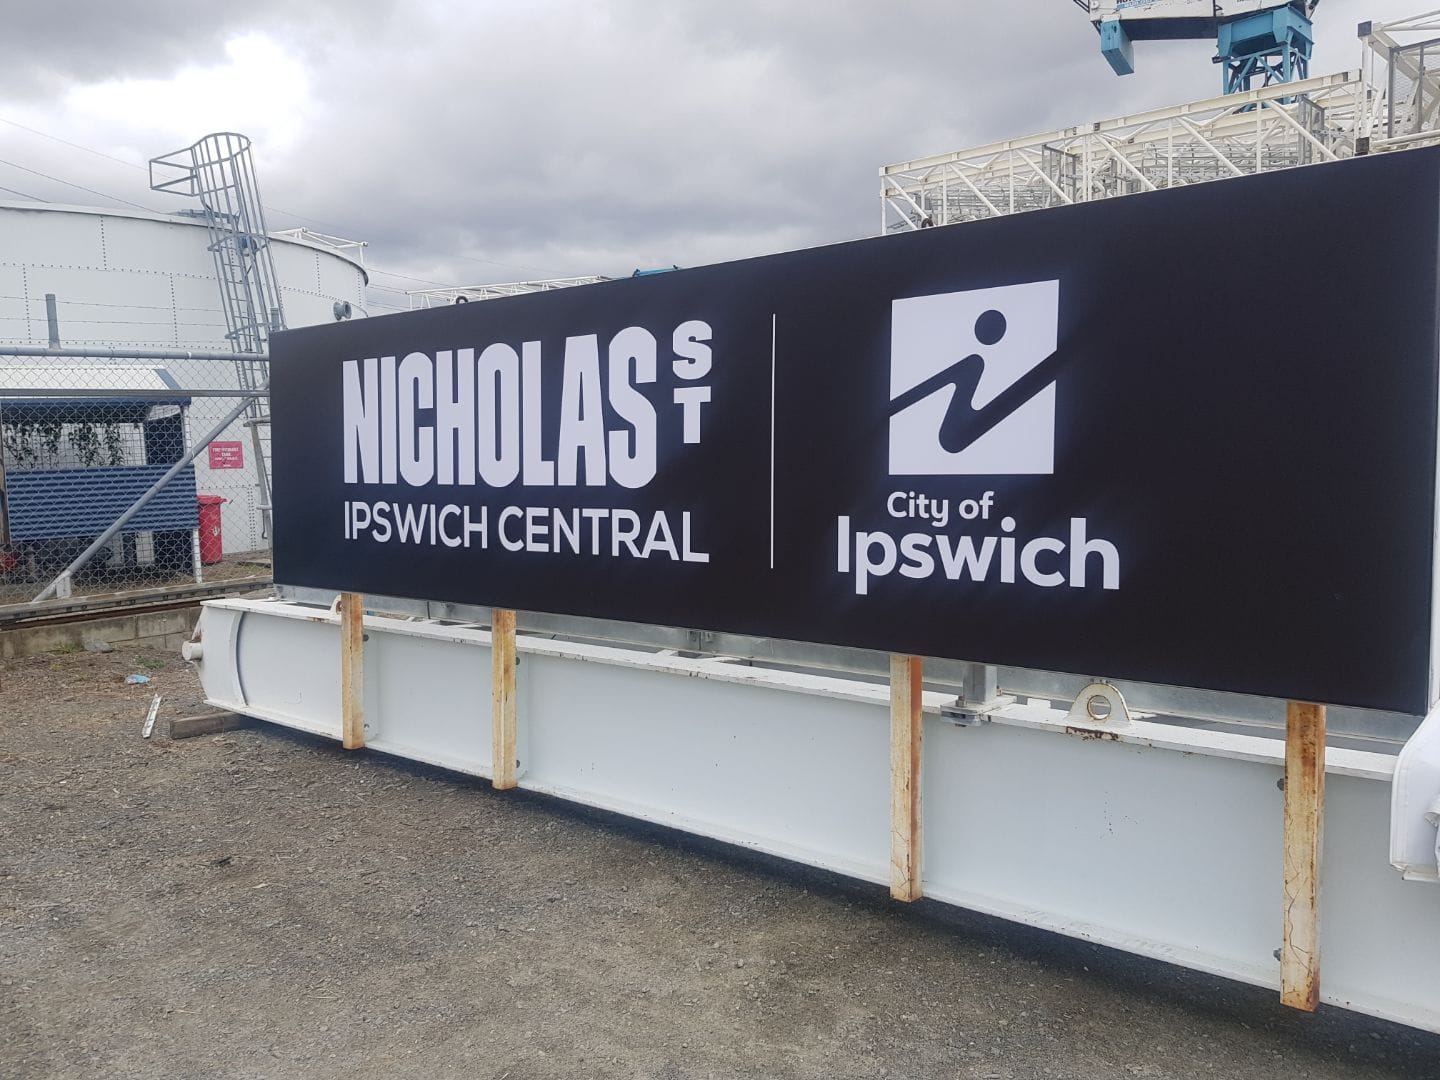 NICHOLAS ST
IPSWICH CENTRAL
City of
Ipswich